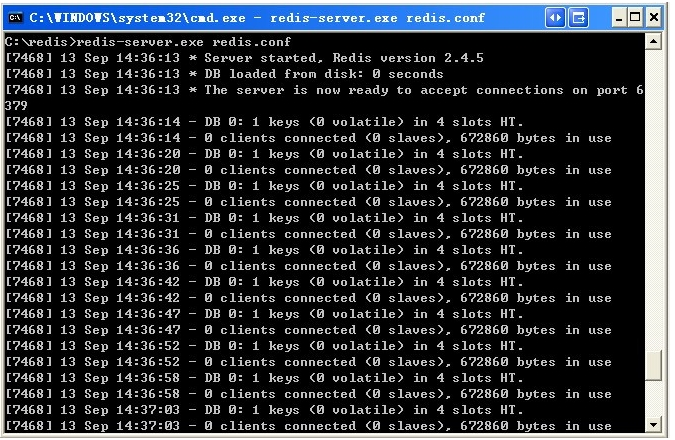 C:\WINDOWS\system32\cmd.exe - redis-server.exe redis.conf
C:\redis>redis-server.exe redis.conf
[7468] 13 Sep 14:36:13 * Server started, Redis version 2.4.5
[7468] 13 Sep 14:36:13 * DB loaded from disk: 0 seconds
[7468] 13 Sep 14:36:13 * The server is now ready to accept connections on port 6
379
[7468] 13 Sep 14:36:14 - DB 0: 1 keys (0 volatile) in 4 slots HT.
[7468] 13 Sep 14:36:14 - 0 clients connected (0 slaves), 672860 bytes in use
[7468] 13 Sep 14:36:20 - DB 0: 1 keys (0 volatile) in 4 slots HT.
[7468] 13 Sep 14:36:20 - 0 clients connected (0 slaves), 672860 bytes in use
[7468] 13 Sep 14:36:25 - DB 0: 1 keys (0 volatile) in 4 slots HT.
[7468] 13 Sep 14:36:25 - 0 clients connected (0 slaves), 672860 bytes in use
[7468] 13 Sep 14:36:31 - DB 0: 1 keys (0 volatile) in 4 slots HT.
[7468] 13 Sep 14:36:31 - 0 clients connected (0 slaves), 672860 bytes in use
[7468] 13 Sep 14:36:36 - DB 0: 1 keys (0 volatile) in 4 slots HT.
[7468] 13 Sep 14:36:36 - 0 clients connected (0 slaves), 672860 bytes in use
[7468] 13 Sep 14:36:42 - DB 0: 1 keys (0 volatile) in 4 slots HT.
[7468] 13 Sep 14:36:42 - 0 clients connected (0 slaves), 672860 bytes in use
[7468] 13 Sep 14:36:47 - DB 0: 1 keys (0 volatile) in 4 slots HT.
[7468] 13 Sep 14:36:47 - 0 clients connected (0 slaves), 672860 bytes in use
[7468] 13 Sep 14:36:52 - DB 0: 1 keys (0 volatile) in 4 slots HT.
[7468] 13 Sep 14:36:52 - 0 clients connected (0 slaves), 672860 bytes in use
[7468] 13 Sep 14:36:58 - DB 0: 1 keys (0 volatile) in 4 slots HT.
[7468] 13 Sep 14:36:58 - 0 clients connected (0 slaves), 672860 bytes in use
[7468] 13 Sep 14:37:03 - DB 0: 1 keys (0 volatile) in 4 slots HT.
[7468] 13 Sep 14:37:03 - 0 clients connected (0 slaves), 672860 bytes in use